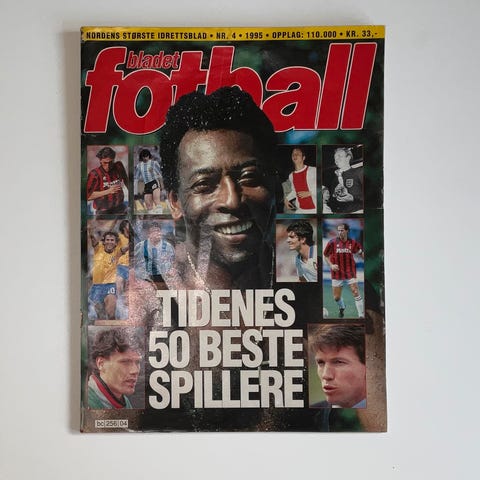 NORDENS STØRSTE IDRETTSBLAD • NR. 4 • 1995 • OPPLAG: 110.000 • KR. 33,-
bladet
fotball
TIDENES
50 BESTE
SPILLERE
bc 256 04